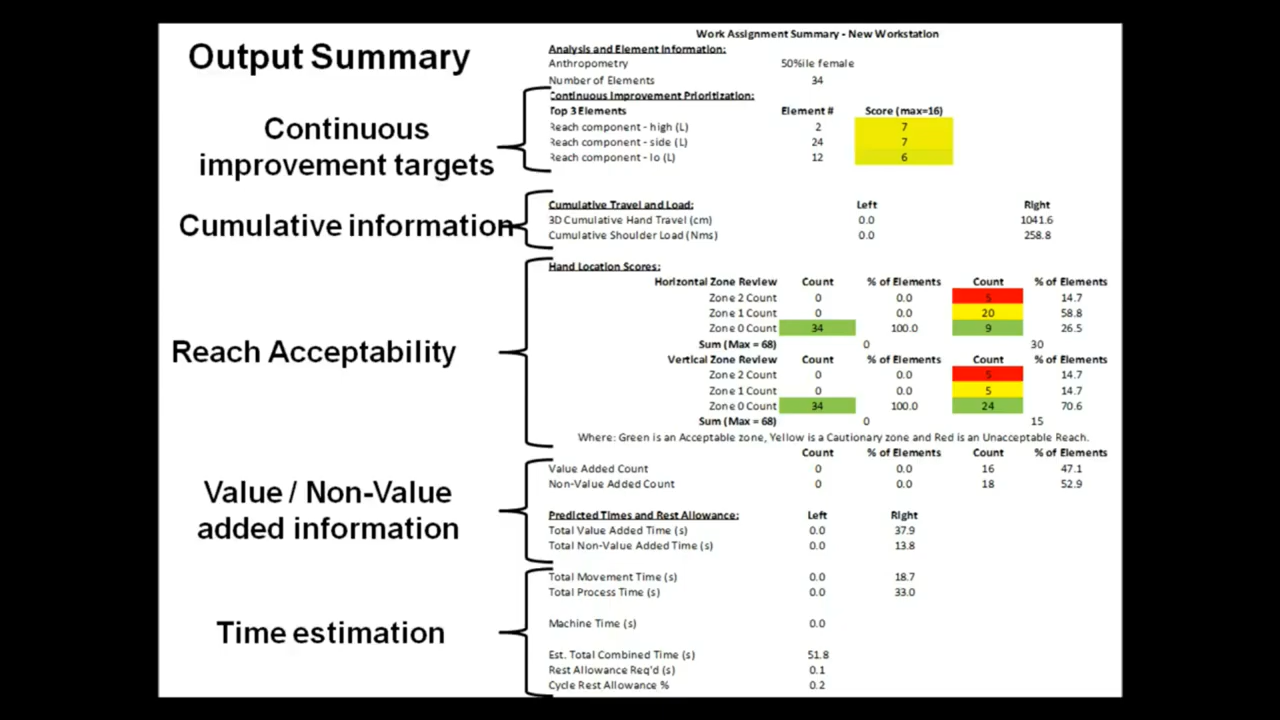 Output Summary
Work Assignment Summary - New Workstation
Analysis and Element Information:
Anthropometry 50%ile female
Number of Elements 34
Continuous improvement targets
Continuous Improvement Prioritization:
Top 3 Elements Element # Score (max=16)
Reach component - high (L) 2 7
Reach component - side (L) 24 7
Reach component - lo (L) 12 6
Cumulative information
Cumulative Travel and Load: Left Right
3D Cumulative Hand Travel (cm) 0.0 1041.6
Cumulative Shoulder Load (Nms) 0.0 258.8
Reach Acceptability
Hand Location Scores:
Horizontal Zone Review Count % of Elements Count % of Elements
Zone 2 Count 0 0.0 5 14.7
Zone 1 Count 0 0.0 20 58.8
Zone 0 Count 34 100.0 9 26.5
Sum (Max = 68) 0 30
Vertical Zone Review Count % of Elements Count % of Elements
Zone 2 Count 0 0.0 5 14.7
Zone 1 Count 0 0.0 5 14.7
Zone 0 Count 34 100.0 24 70.6
Sum (Max = 68) 0 15
Where: Green is an Acceptable zone, Yellow is a Cautionary zone and Red is an Unacceptable Reach.
Value / Non-Value added information
Count % of Elements Count % of Elements
Value Added Count 0 0.0 16 47.1
Non-Value Added Count 0 0.0 18 52.9
Predicted Times and Rest Allowance: Left Right
Total Value Added Time (s) 0.0 37.9
Total Non-Value Added Time (s) 0.0 13.8
Time estimation
Total Movement Time (s) 0.0 18.7
Total Process Time (s) 0.0 33.0
Machine Time (s) 0.0
Est. Total Combined Time (s) 51.8
Rest Allowance Req'd (s) 0.1
Cycle Rest Allowance % 0.2